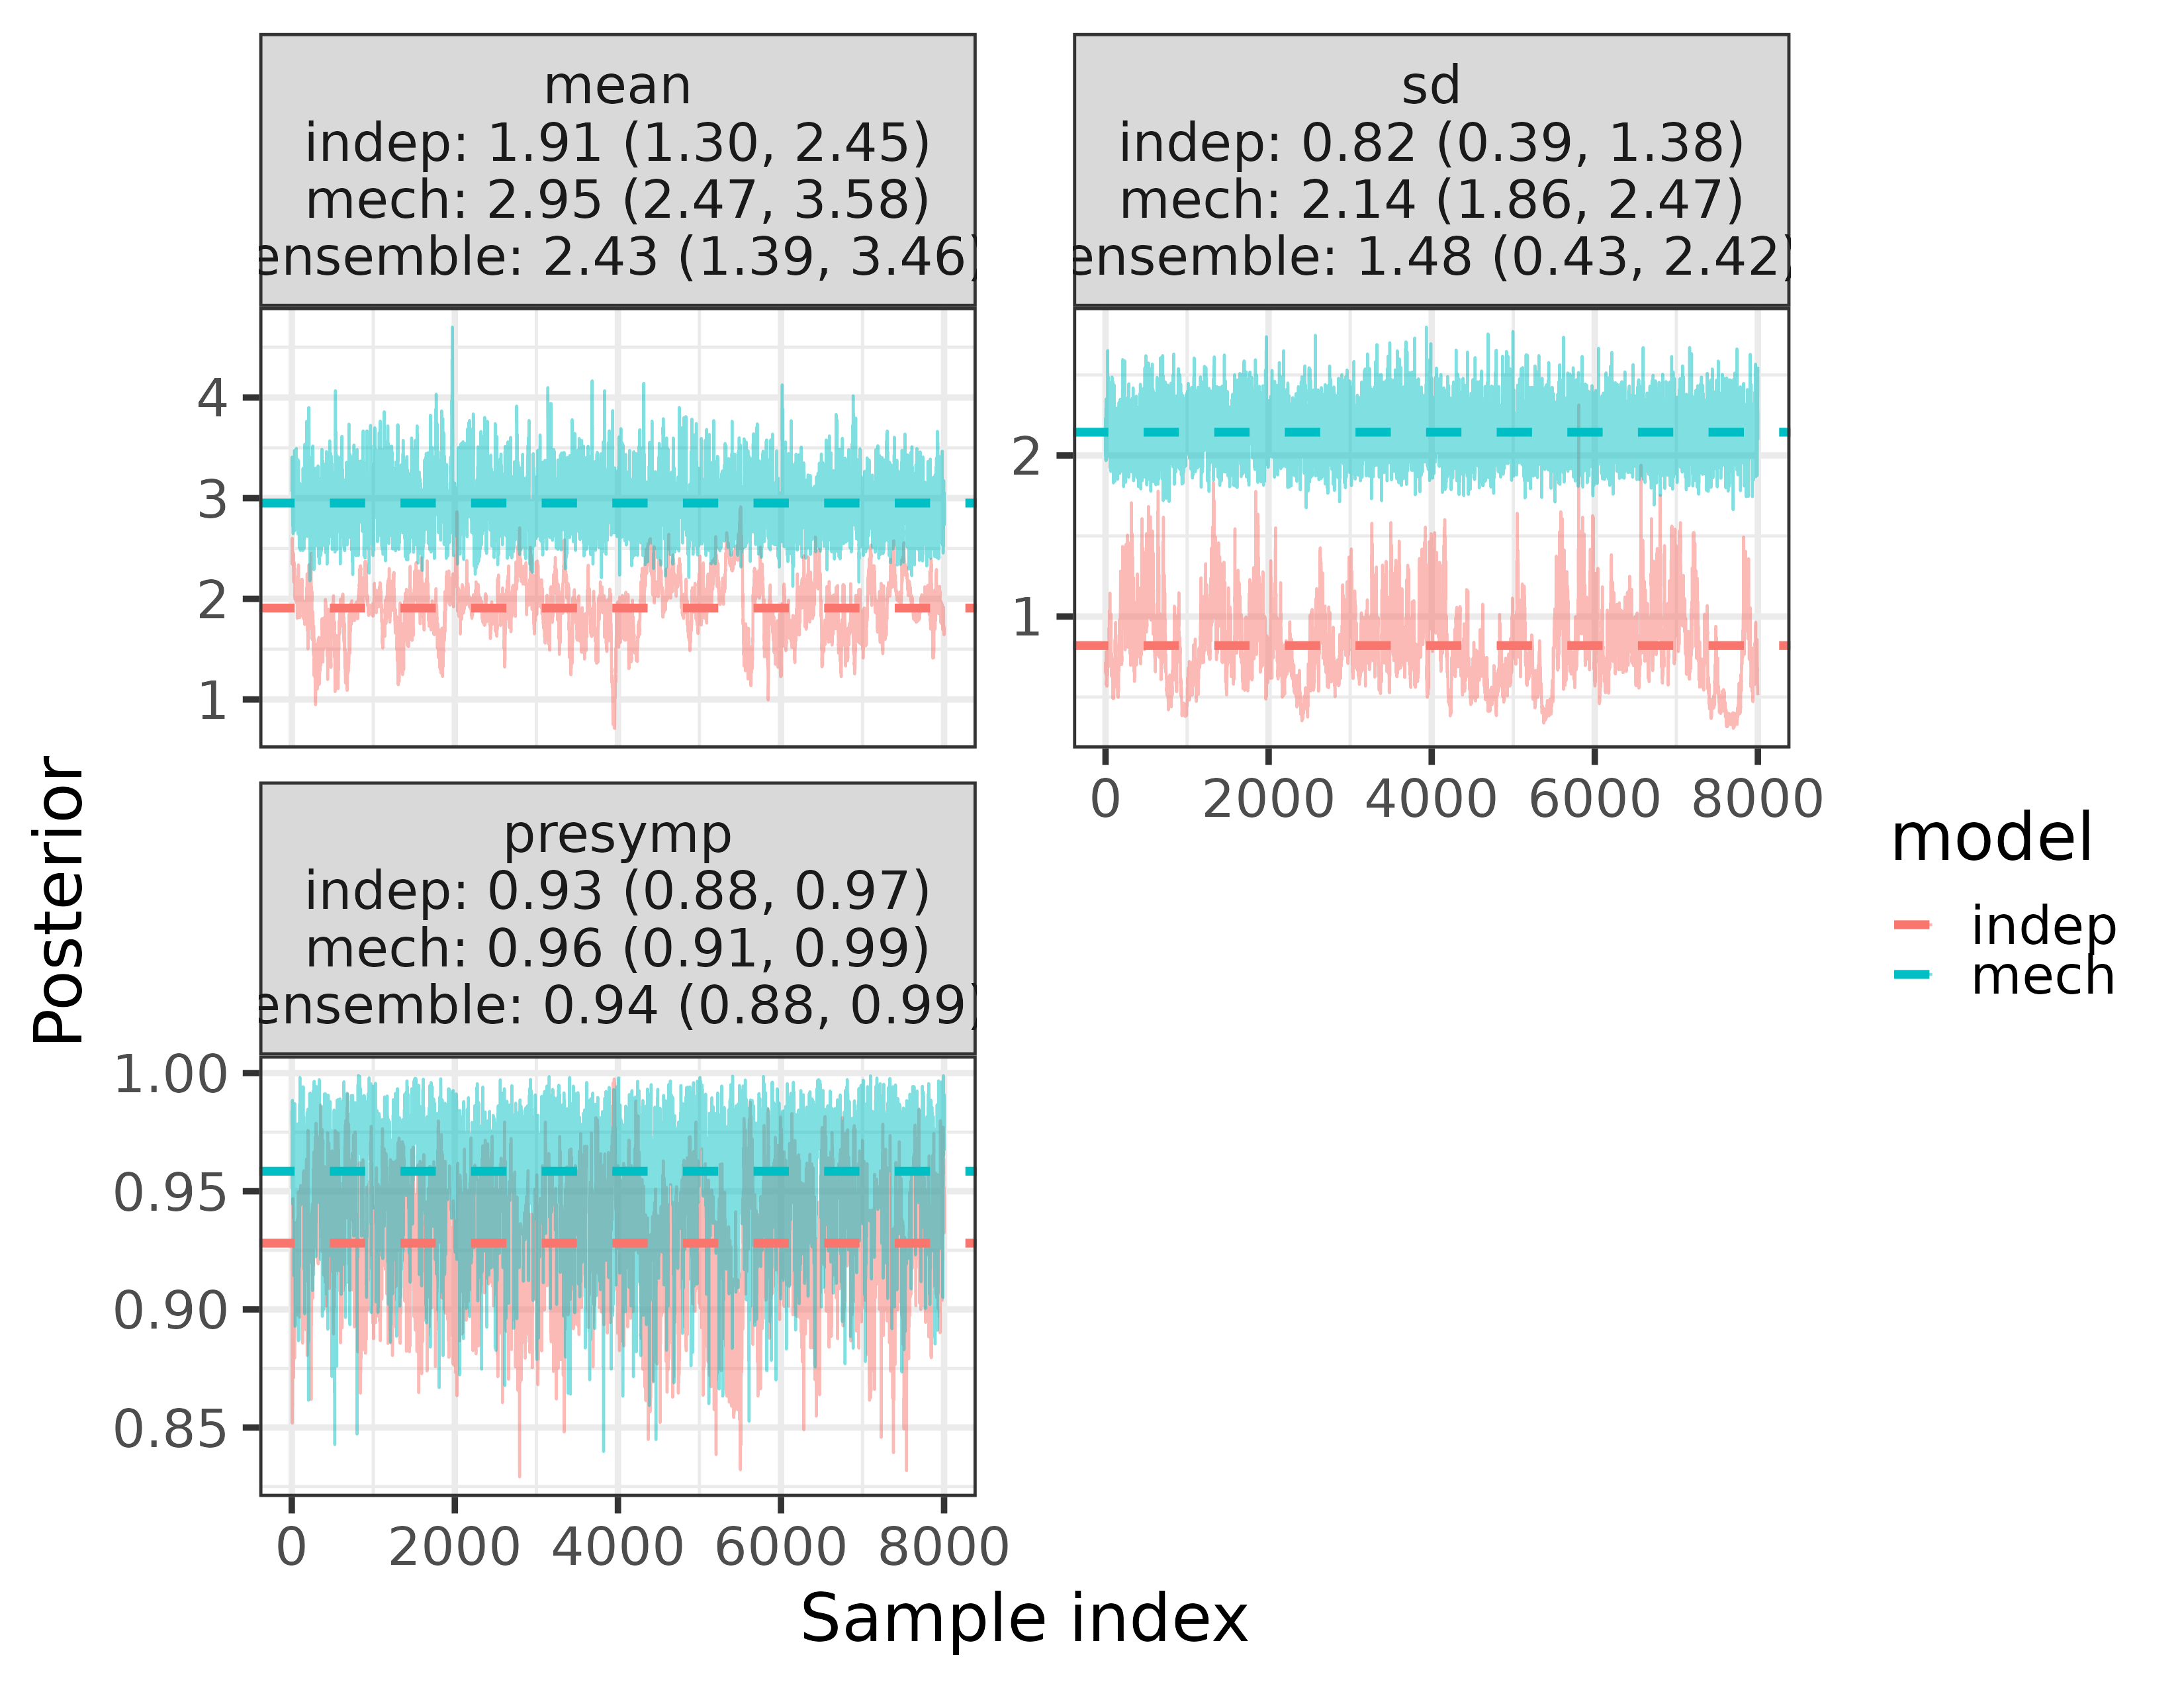 mean
indep: 1.91 (1.30, 2.45)
mech: 2.95 (2.47, 3.58)
ensemble: 2.43 (1.39, 3.46)
sd
indep: 0.82 (0.39, 1.38)
mech: 2.14 (1.86, 2.47)
ensemble: 1.48 (0.43, 2.42)
4
3
2
1
2
1
0 2000 4000 6000 8000
presymp
indep: 0.93 (0.88, 0.97)
mech: 0.96 (0.91, 0.99)
ensemble: 0.94 (0.88, 0.99)
1.00
0.95
0.90
0.85
0 2000 4000 6000 8000
Posterior
Sample index
model
indep
mech